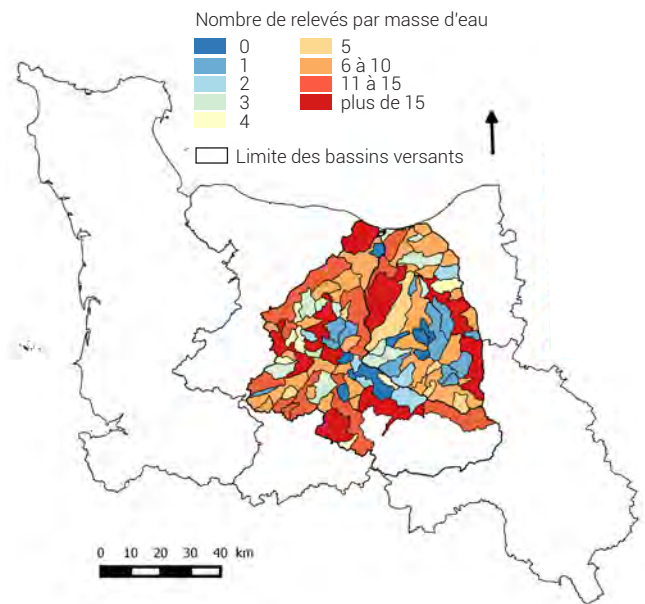 Nombre de relevés par masse d'eau
0
1
2
3
4
5
6 à 10
11 à 15
plus de 15
Limite des bassins versants
0 10 20 30 40 km